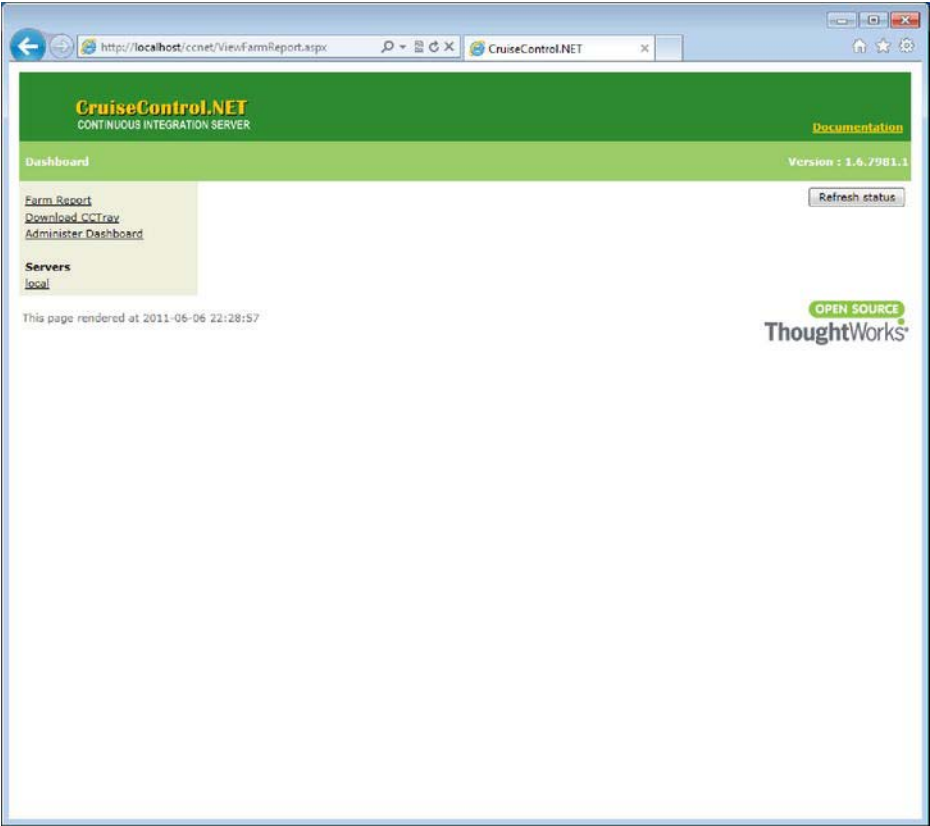 http://localhost/ccnet/ViewFarmReport.aspx
CruiseControl.NET
CruiseControl.NET
CONTINUOUS INTEGRATION SERVER
Documentation
Dashboard
Version : 1.6.7981.1
Farm Report
Refresh status
Download CCTray
Administer Dashboard
Servers
local
This page rendered at 2011-06-06 22:28:57
OPEN SOURCE
ThoughtWorks